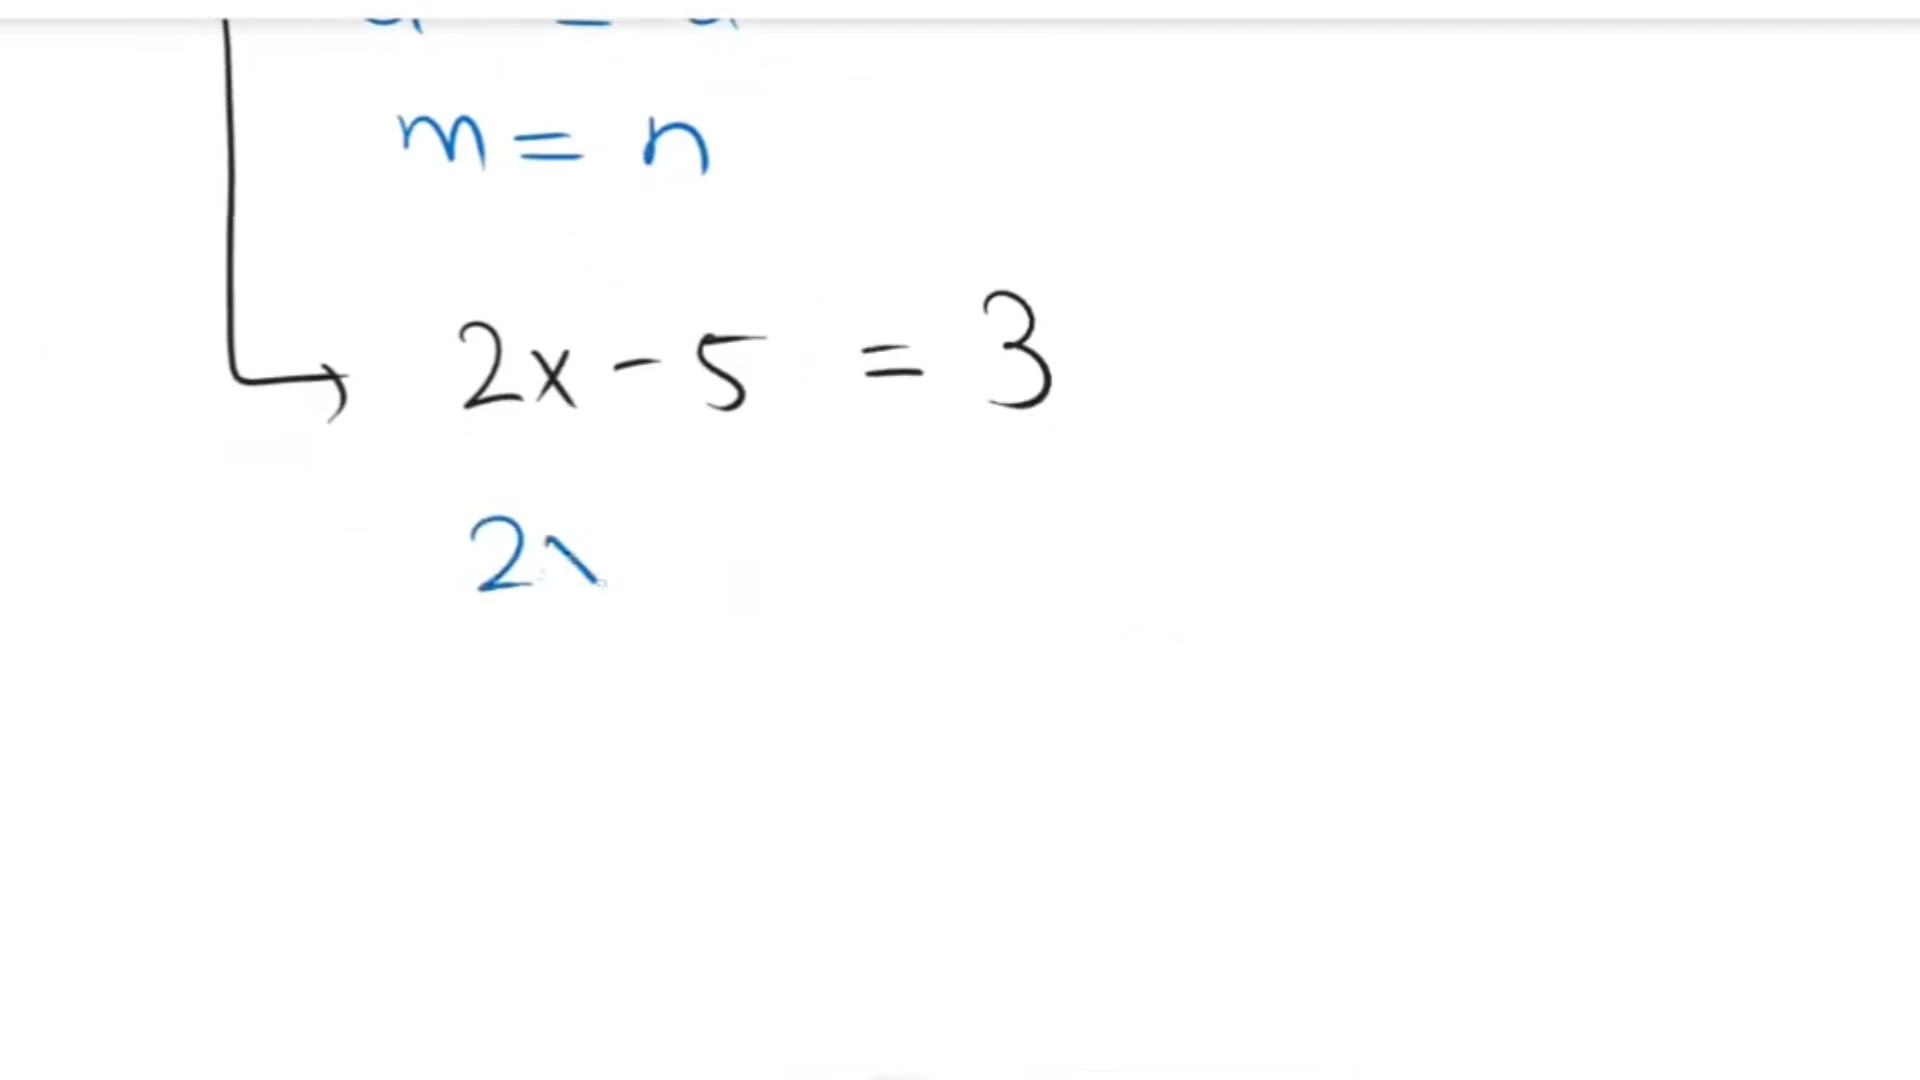 m = n
2x - 5 = 3
2